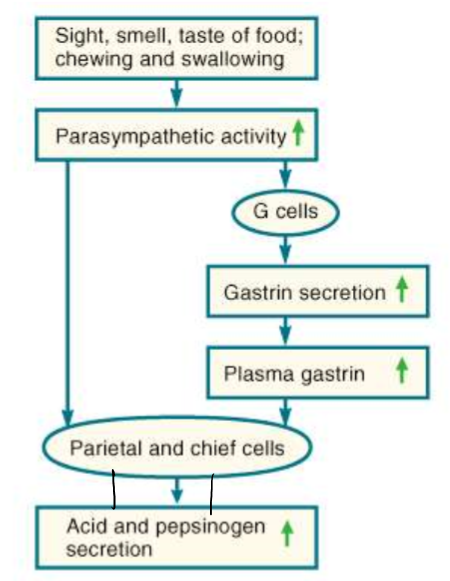 Sight, smell, taste of food;
chewing and swallowing
Parasympathetic activity
G cells
Gastrin secretion
Plasma gastrin
Parietal and chief cells
Acid and pepsinogen
secretion